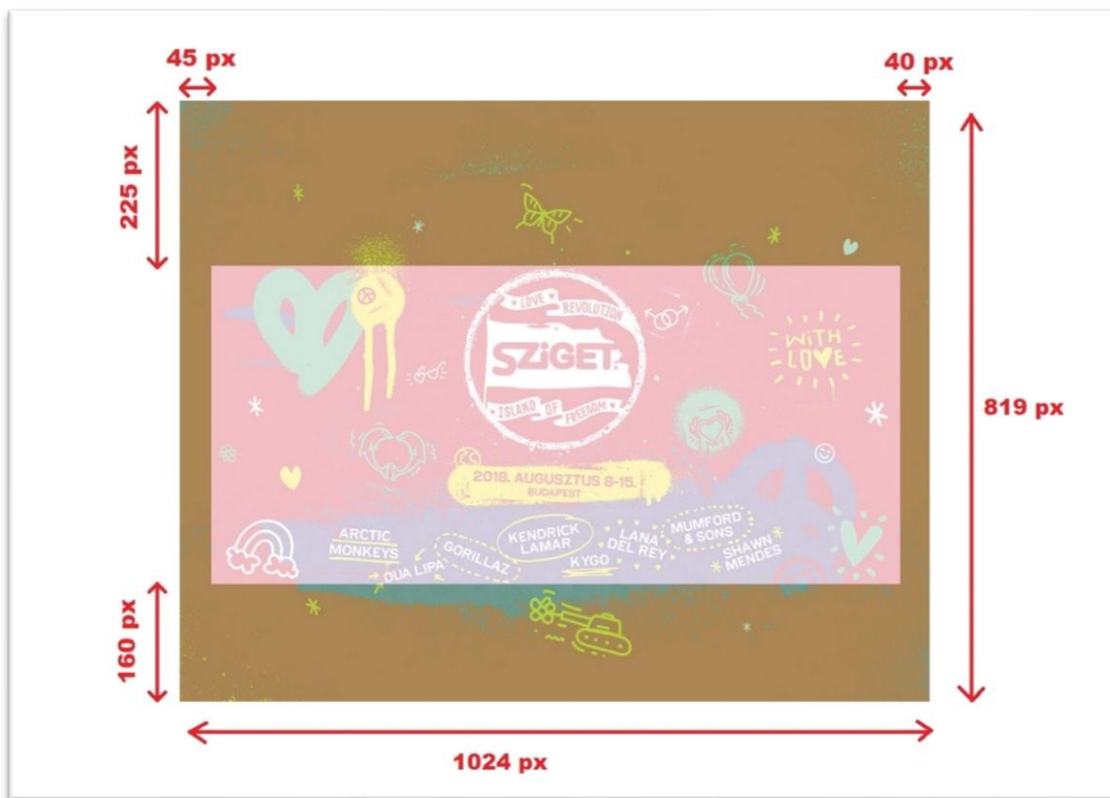 45 px
40 px
225 px
LOVE REVOLUTION
SZiGET
ISLAND OF FREEDOM
WiTH
LOVE
819 px
2018. AUGUSZTUS 8-15.
BUDAPEST
ARCTIC
MONKEYS
DUA LIPA
GORILLAZ
KENDRICK
LAMAR
KYGO
LANA
DEL REY
MUMFORD
& SONS
SHAWN
MENDES
160 px
1024 px